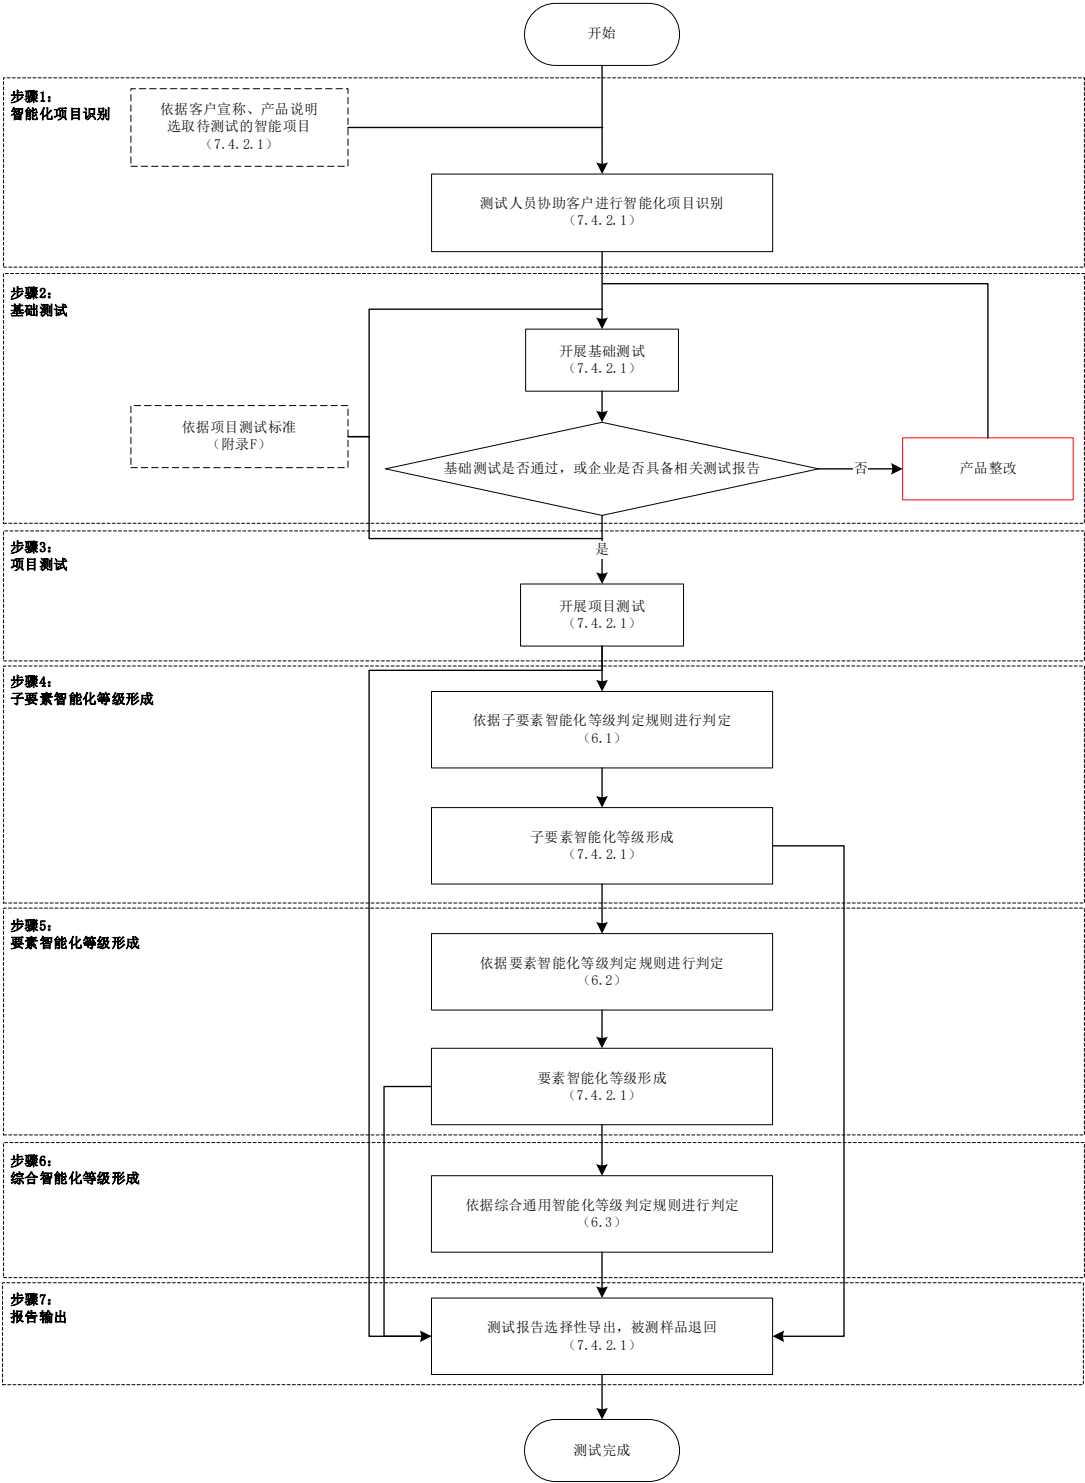 开始
步骤1：
智能化项目识别
依据客户宣称、产品说明
选取待测试的智能项目
（7.4.2.1）
测试人员协助客户进行智能化项目识别
（7.4.2.1）
步骤2：
基础测试
开展基础测试
（7.4.2.1）
依据项目测试标准
（附录F）
基础测试是否通过，或企业是否具备相关测试报告
否
产品整改
步骤3：
项目测试
是
开展项目测试
（7.4.2.1）
步骤4：
子要素智能化等级形成
依据子要素智能化等级判定规则进行判定
（6.1）
子要素智能化等级形成
（7.4.2.1）
步骤5：
要素智能化等级形成
依据要素智能化等级判定规则进行判定
（6.2）
要素智能化等级形成
（7.4.2.1）
步骤6：
综合智能化等级形成
依据综合通用智能化等级判定规则进行判定
（6.3）
步骤7：
报告输出
测试报告选择性导出，被测样品退回
（7.4.2.1）
测试完成